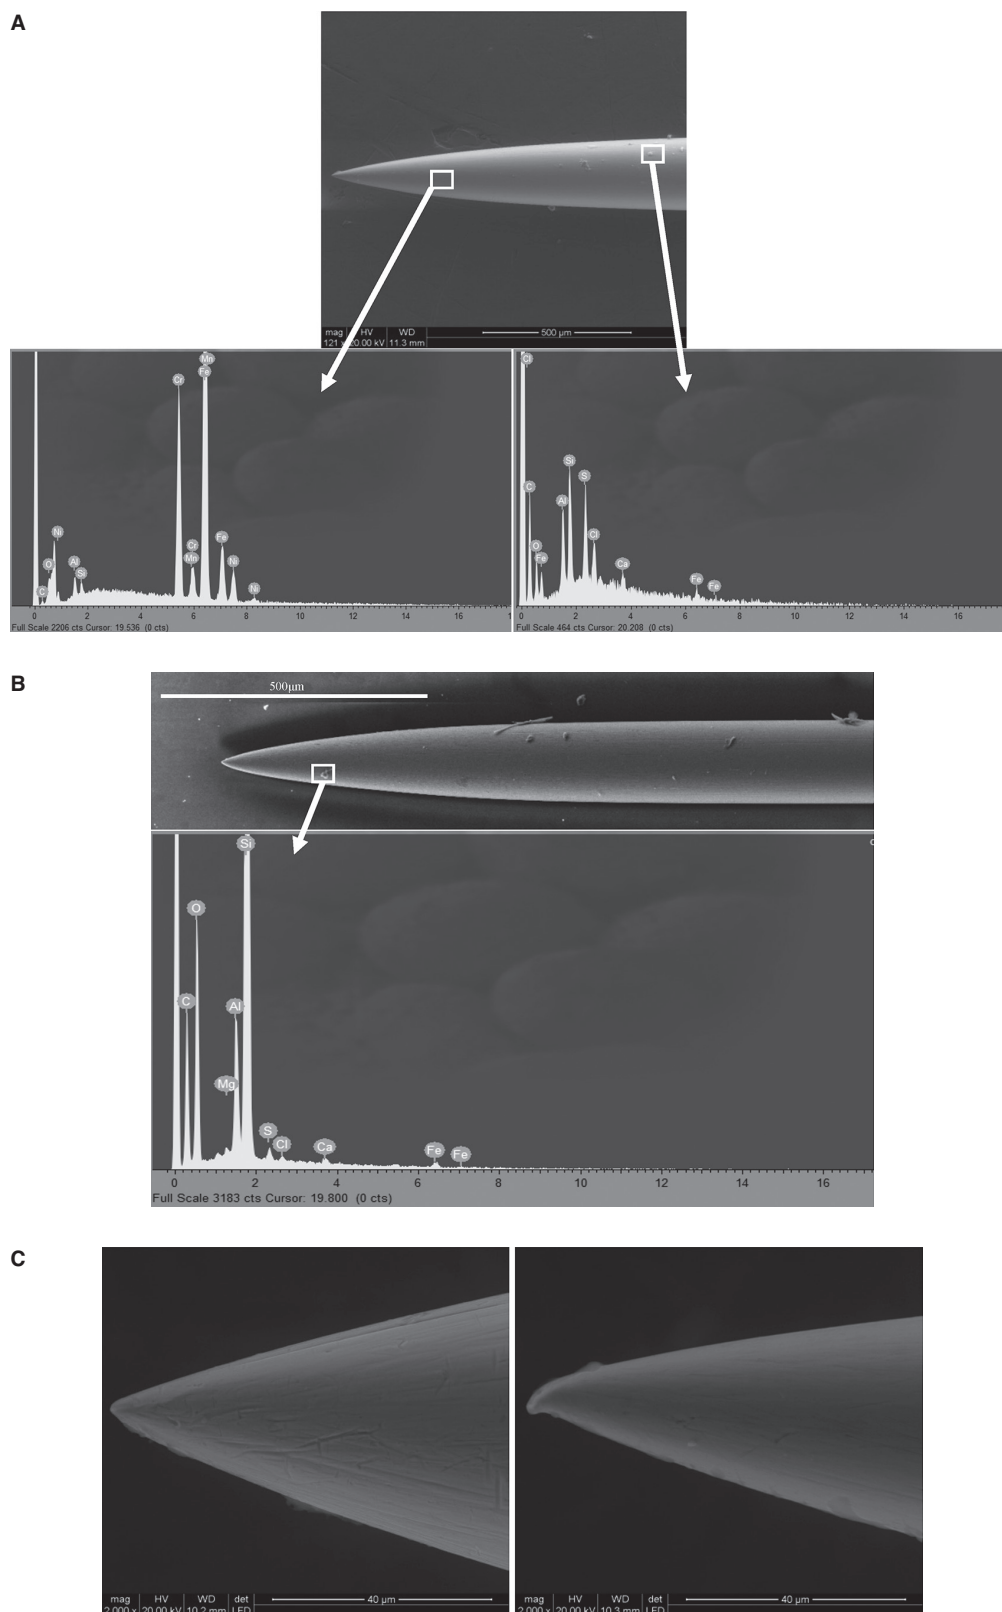 A
mag HV WD 500 µm
121 x 20.00 kV 11.3 mm
Mn
Fe
Cr
Ni
O
C
Al
Si
Cr
Mn
Fe
Ni
Ni
0 2 4 6 8 10 12 14 16
Full Scale 2206 cts Cursor: 19.536 (0 cts)
Cl
C
O
Fe
Al
Si
S
Cl
Ca
Fe
Fe
0 2 4 6 8 10 12 14 16
Full Scale 464 cts Cursor: 20.208 (0 cts)
B
500µm
Si
O
C
Al
Mg
S
Cl
Ca
Fe
Fe
0 2 4 6 8 10 12 14 16
Full Scale 3183 cts Cursor: 19.800 (0 cts)
C
mag HV WD det 40 µm
2 000 x 20.00 kV 10.2 mm LFD
mag HV WD det 40 µm
2 000 x 20.00 kV 10.3 mm LFD